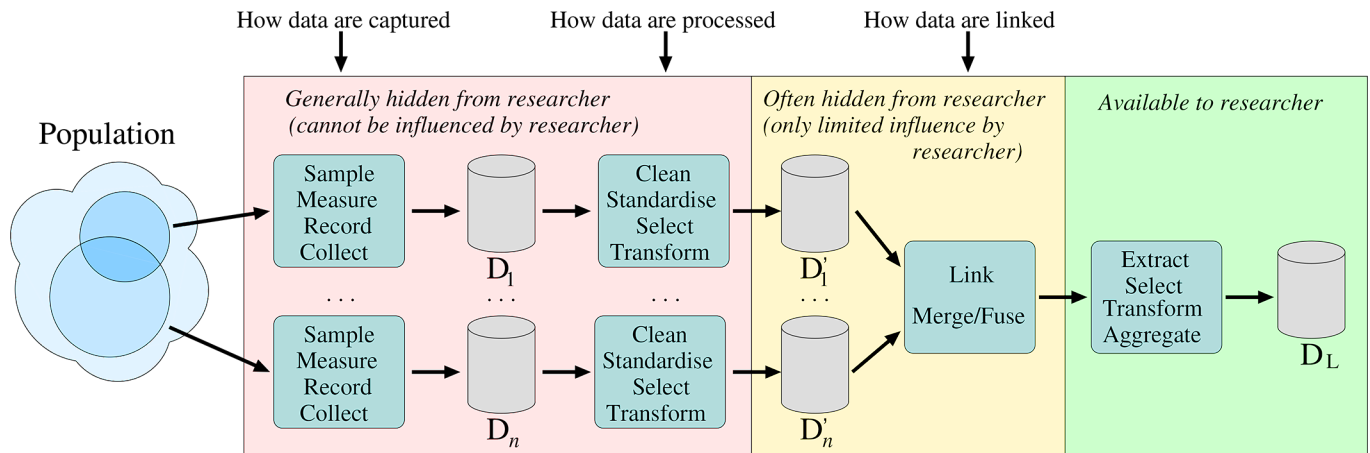 How data are captured
How data are processed
How data are linked
Generally hidden from researcher
(cannot be influenced by researcher)
Often hidden from researcher
(only limited influence by
researcher)
Available to researcher
Population
Sample
Measure
Record
Collect
D1
Clean
Standardise
Select
Transform
D'1
. . .
. . .
. . .
. . .
Sample
Measure
Record
Collect
Dn
Clean
Standardise
Select
Transform
D'n
Link
Merge/Fuse
Extract
Select
Transform
Aggregate
DL